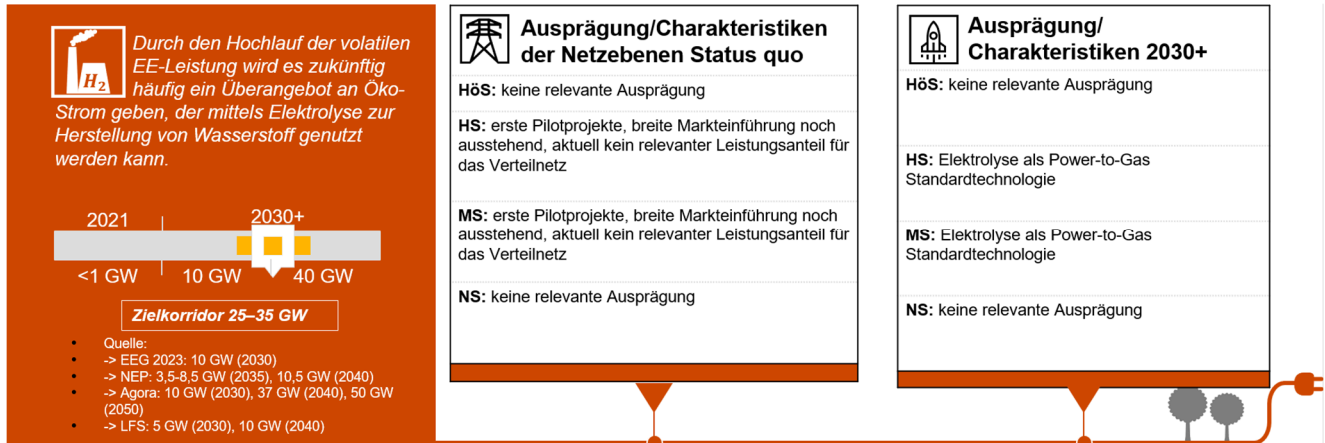 Durch den Hochlauf der volatilen
EE-Leistung wird es zukünftig
H₂
häufig ein Überangebot an Öko-
Strom geben, der mittels Elektrolyse zur
Herstellung von Wasserstoff genutzt
werden kann.
2021
2030+
<1 GW
10 GW
40 GW
Zielkorridor 25–35 GW
• Quelle:
• -> EEG 2023: 10 GW (2030)
• -> NEP: 3,5-8,5 GW (2035), 10,5 GW (2040)
• -> Agora: 10 GW (2030), 37 GW (2040), 50 GW
(2050)
• -> LFS: 5 GW (2030), 10 GW (2040)
Ausprägung/Charakteristiken
der Netzebenen Status quo
HöS: keine relevante Ausprägung
HS: erste Pilotprojekte, breite Markteinführung noch
ausstehend, aktuell kein relevanter Leistungsanteil für
das Verteilnetz
MS: erste Pilotprojekte, breite Markteinführung noch
ausstehend, aktuell kein relevanter Leistungsanteil für
das Verteilnetz
NS: keine relevante Ausprägung
Ausprägung/
Charakteristiken 2030+
HöS: keine relevante Ausprägung
HS: Elektrolyse als Power-to-Gas
Standardtechnologie
MS: Elektrolyse als Power-to-Gas
Standardtechnologie
NS: keine relevante Ausprägung